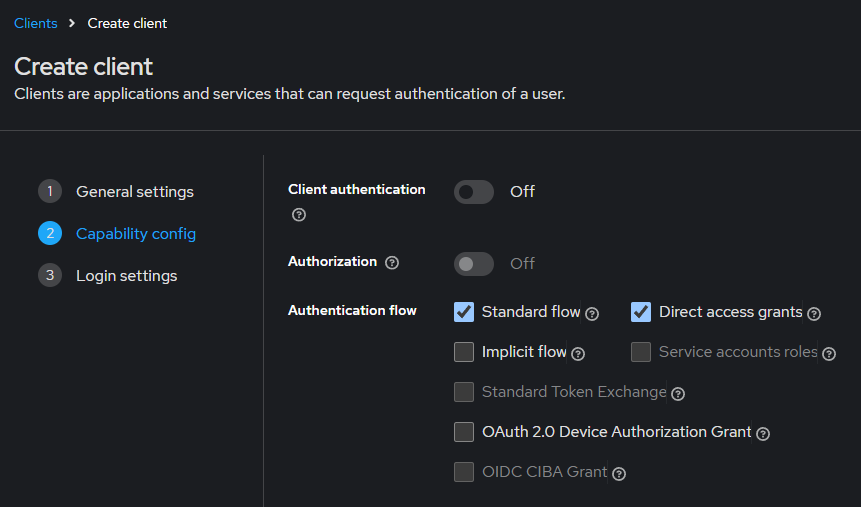 Clients > Create client
Create client
Clients are applications and services that can request authentication of a user.
1 General settings
2 Capability config
3 Login settings
Client authentication ? Off
Authorization ? Off
Authentication flow
Standard flow ? Direct access grants ?
Implicit flow ? Service accounts roles ?
Standard Token Exchange ?
OAuth 2.0 Device Authorization Grant ?
OIDC CIBA Grant ?